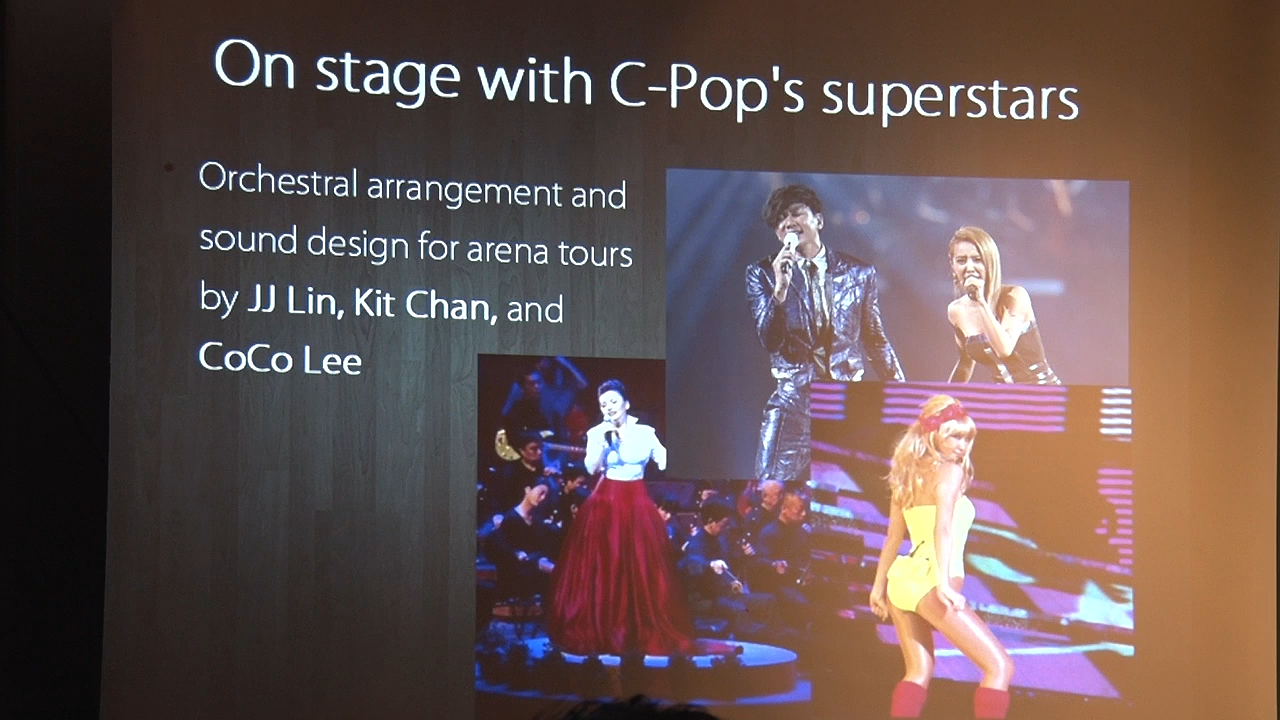 On stage with C-Pop's superstars
Orchestral arrangement and
sound design for arena tours
by JJ Lin, Kit Chan, and
CoCo Lee